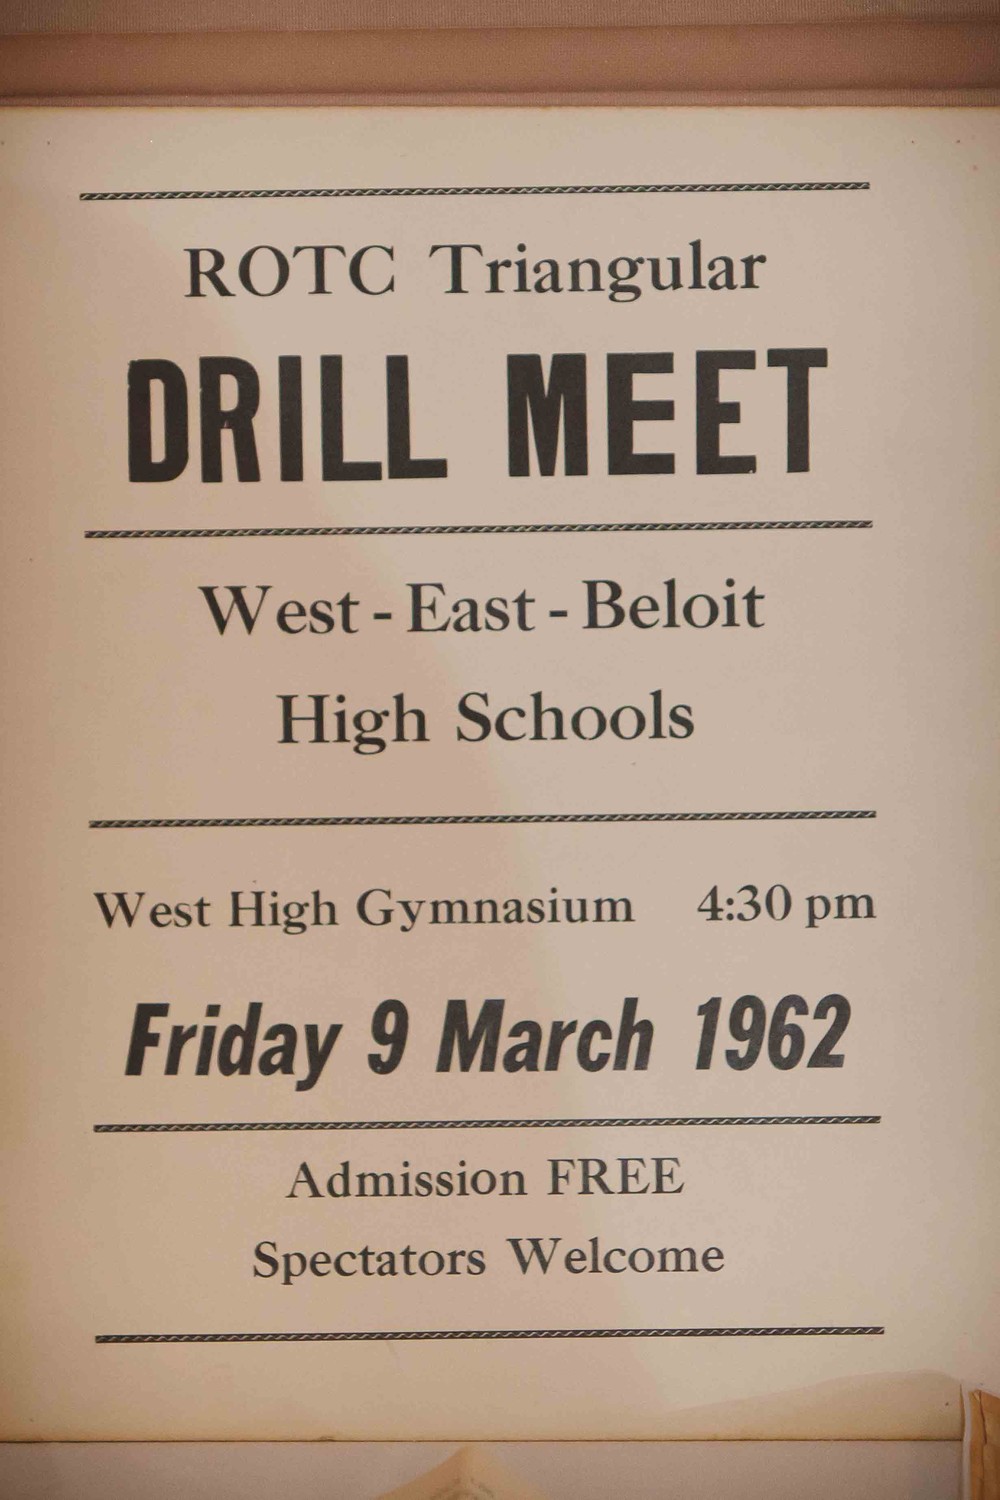 ROTC Triangular
DRILL MEET
West - East - Beloit
High Schools
West High Gymnasium 4:30 pm
Friday 9 March 1962
Admission FREE
Spectators Welcome